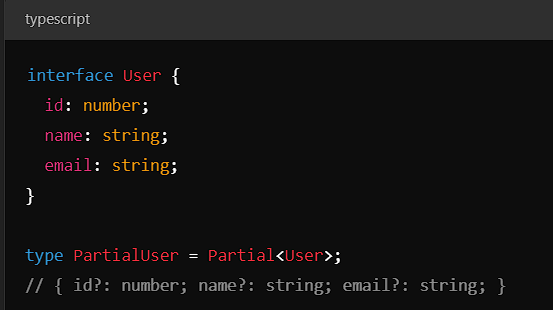 typescript
interface User {
  id: number;
  name: string;
  email: string;
}
type PartialUser = Partial<User>;
// { id?: number; name?: string; email?: string; }